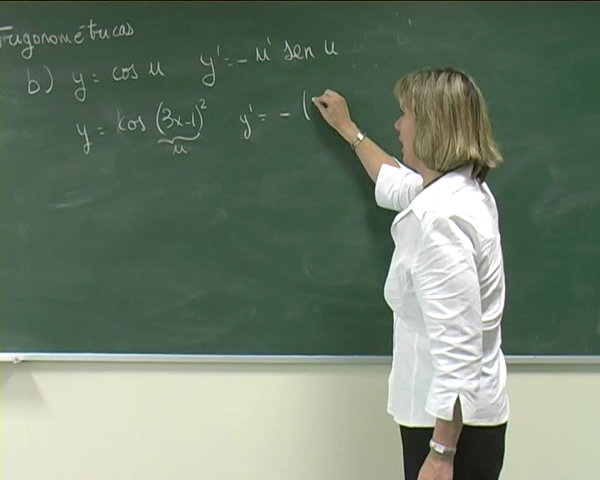 Trigonométricas
b) y = cos u y' = - u' sen u
y = cos (3x-1)² y' = - (
u